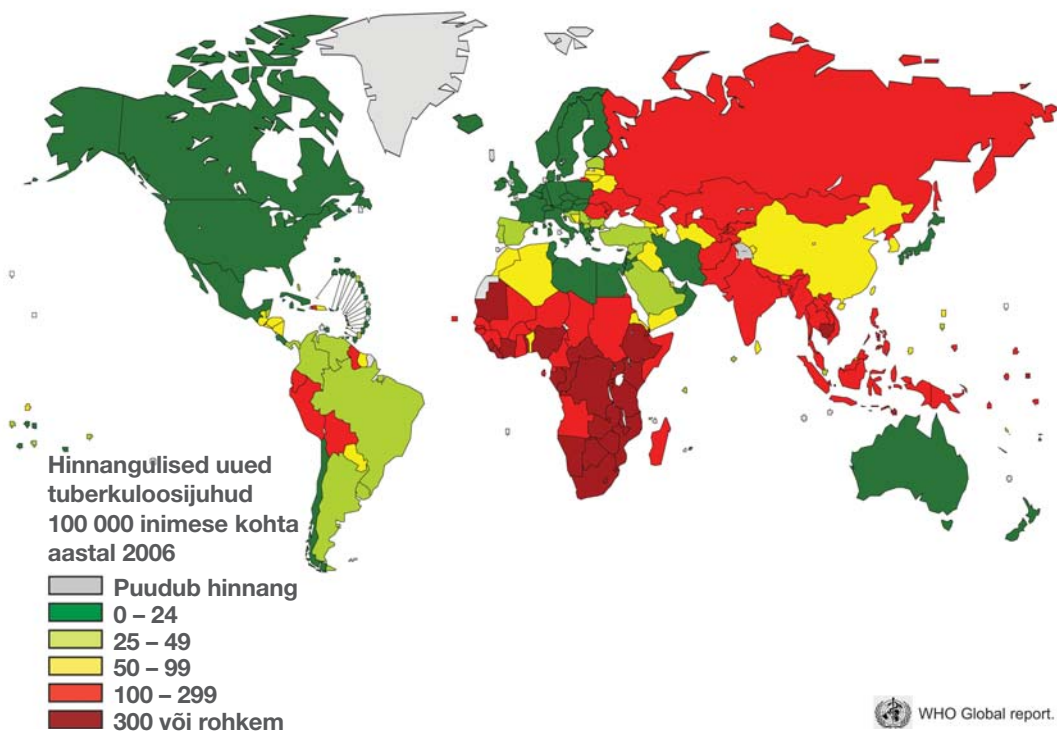 Hinnangulised uued
tuberkuloosijuhud
100 000 inimese kohta
aastal 2006
Puudub hinnang
0 – 24
25 – 49
50 – 99
100 – 299
300 või rohkem
WHO Global report.